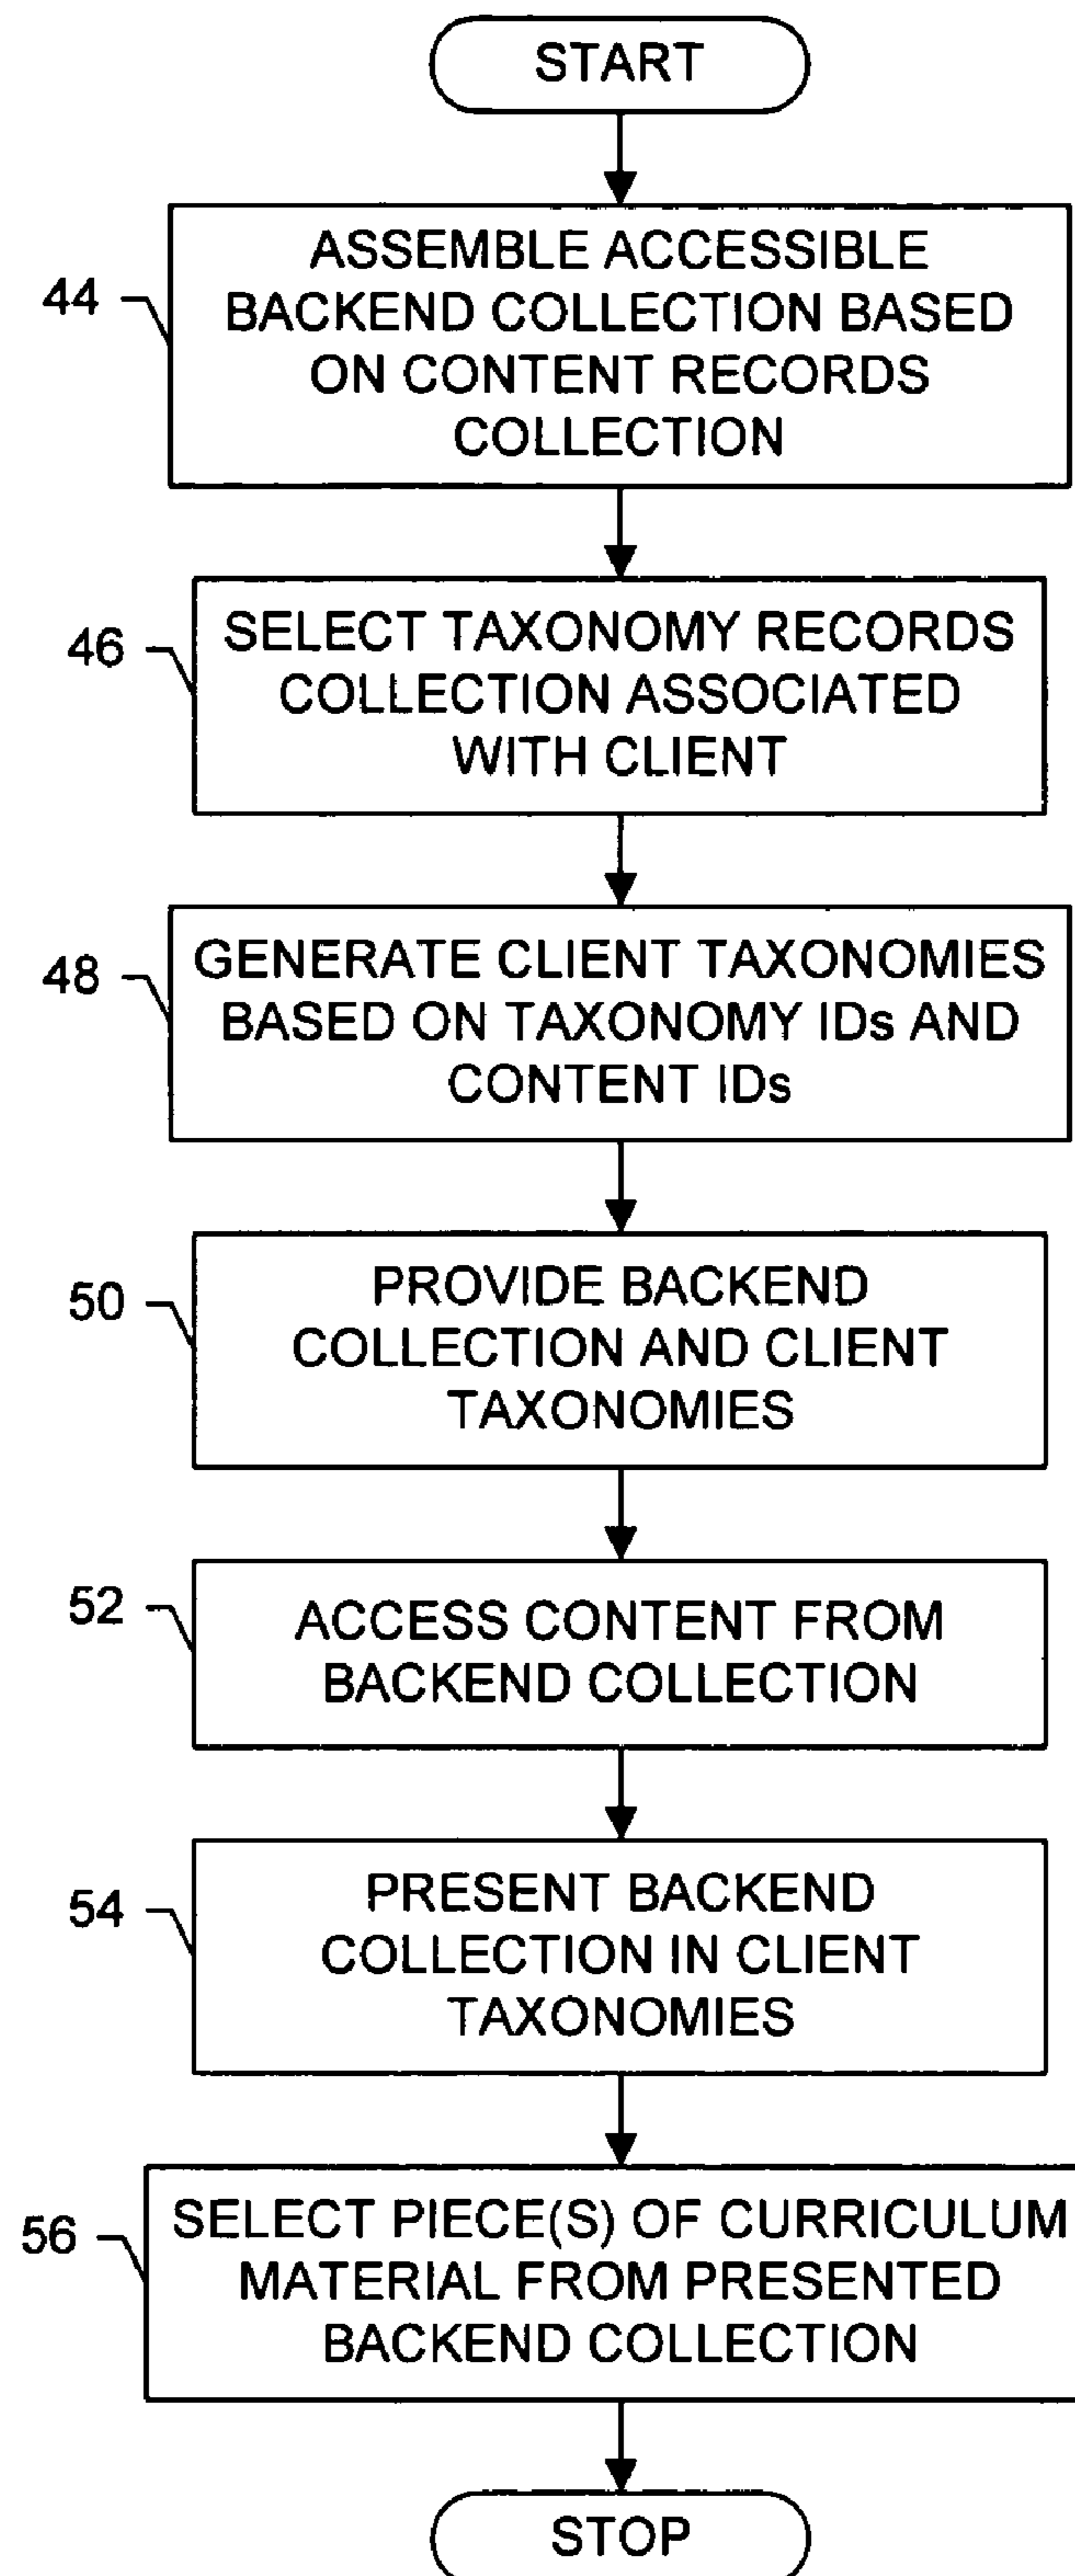 START
44
ASSEMBLE ACCESSIBLE
BACKEND COLLECTION BASED
ON CONTENT RECORDS
COLLECTION
46
SELECT TAXONOMY RECORDS
COLLECTION ASSOCIATED
WITH CLIENT
48
GENERATE CLIENT TAXONOMIES
BASED ON TAXONOMY IDs AND
CONTENT IDs
50
PROVIDE BACKEND
COLLECTION AND CLIENT
TAXONOMIES
52
ACCESS CONTENT FROM
BACKEND COLLECTION
54
PRESENT BACKEND
COLLECTION IN CLIENT
TAXONOMIES
56
SELECT PIECE(S) OF CURRICULUM
MATERIAL FROM PRESENTED
BACKEND COLLECTION
STOP